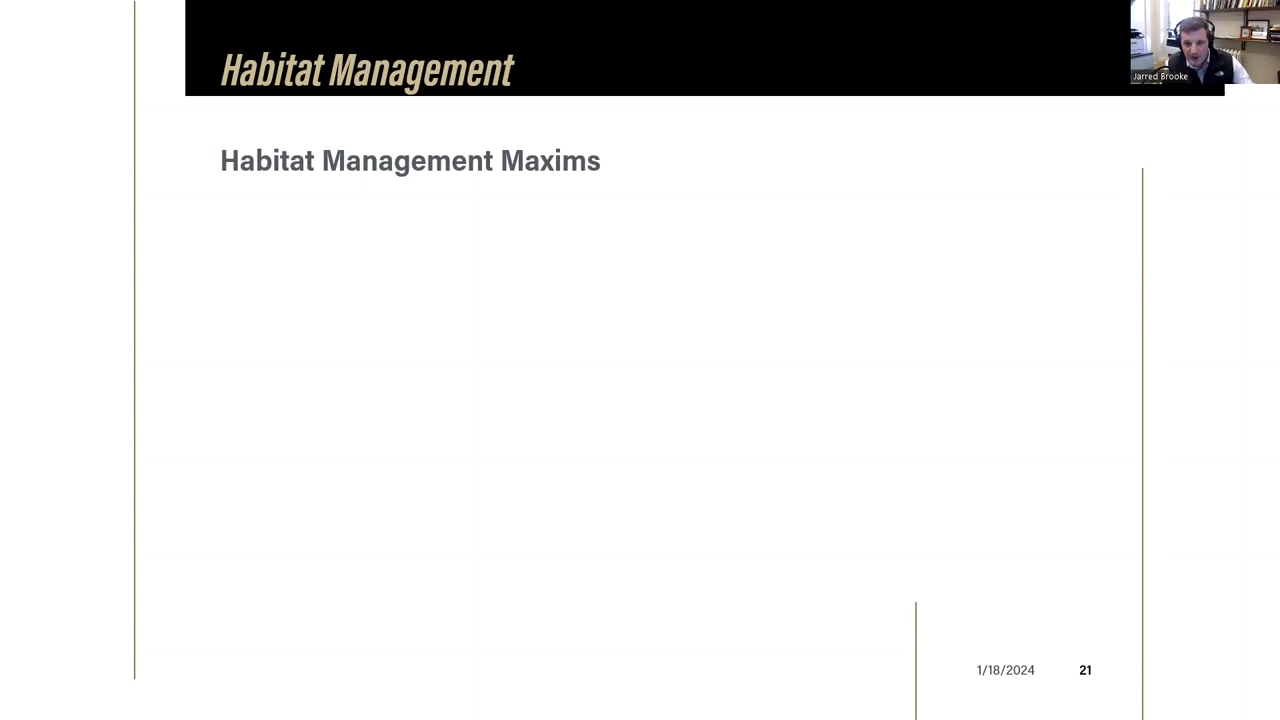 Habitat Management
Jarred Brooke
Habitat Management Maxims
1/18/2024 21